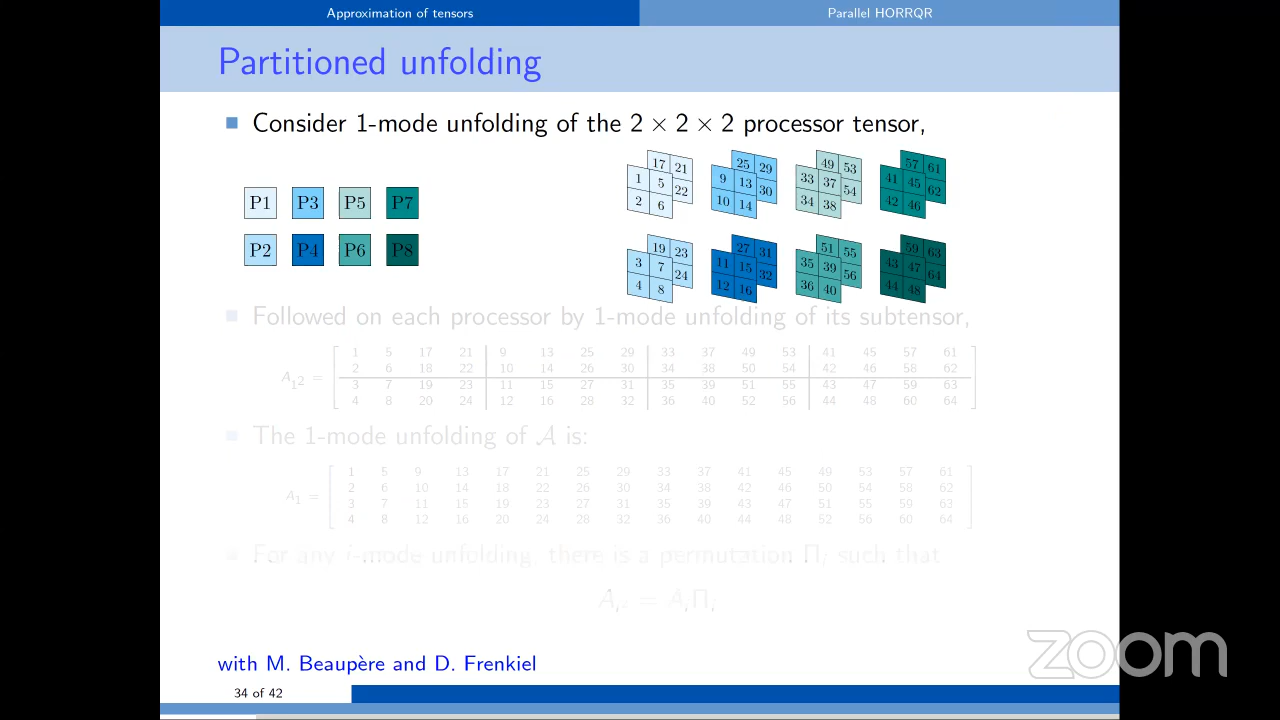 Approximation of tensors Parallel HORRQR
Partitioned unfolding
Consider 1-mode unfolding of the 2 × 2 × 2 processor tensor,
P1 P3 P5 P7
P2 P4 P6 P8
17 21 25 29 49 53 57 61
1 5 22 9 13 30 33 37 54 41 45 62
2 6 10 14 34 38 42 46
19 23 27 31 51 55 59 63
3 7 24 11 15 32 35 39 56 43 47 64
4 8 12 16 36 40 44 48
Followed on each processor by 1-mode unfolding of its subtensor,
1 5 17 21 9 13 25 29 33 37 49 53 41 45 57 61
2 6 18 22 10 14 26 30 34 38 50 54 42 46 58 62
A₁² =
3 7 19 23 11 15 27 31 35 39 51 55 43 47 59 63
4 8 20 24 12 16 28 32 36 40 52 56 44 48 60 64
The 1-mode unfolding of 𝒜 is:
1 5 9 13 17 21 25 29 33 37 41 45 49 53 57 61
2 6 10 14 18 22 26 30 34 38 42 46 50 54 58 62
A₁ =
3 7 11 15 19 23 27 31 35 39 43 47 51 55 59 63
4 8 12 16 20 24 28 32 36 40 44 48 52 56 60 64
For any i-mode unfolding, there is a permutation Πᵢ such that
Aᵢ² = AᵢΠᵢ
with M. Beaupère and D. Frenkiel
34 of 42
zoom